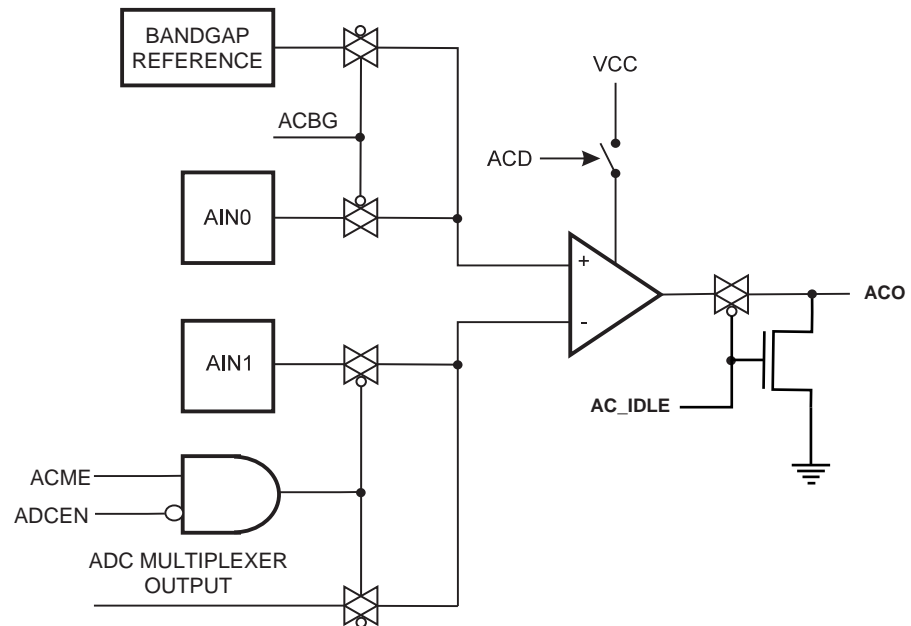 BANDGAP
REFERENCE
VCC
ACBG
ACD
AIN0
+
ACO
-
AIN1
AC_IDLE
ACME
ADCEN
ADC MULTIPLEXER
OUTPUT